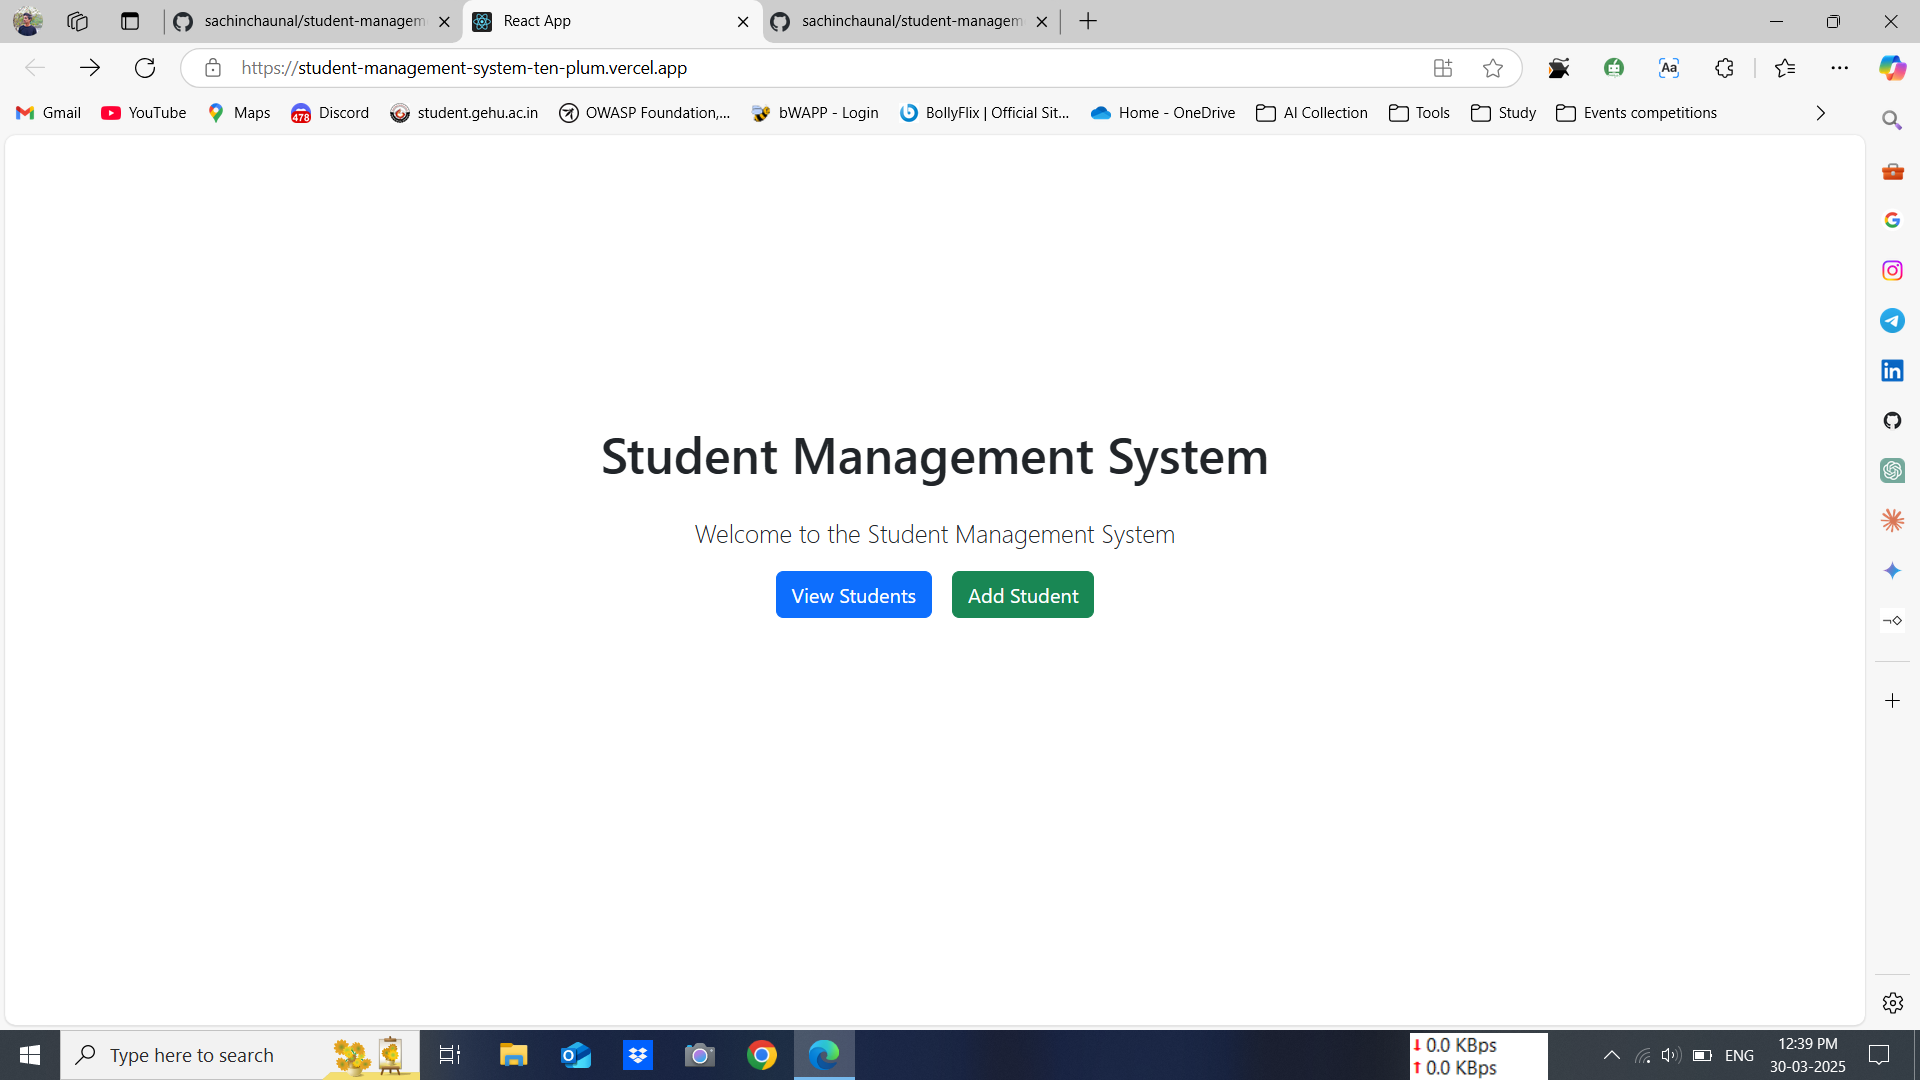 sachinchaunal/student-managem
React App
sachinchaunal/student-managem
https://student-management-system-ten-plum.vercel.app
Aa
Gmail
YouTube
Maps
478
Discord
student.gehu.ac.in
OWASP Foundation,...
bWAPP - Login
BollyFlix | Official Sit...
Home - OneDrive
AI Collection
Tools
Study
Events competitions
Student Management System
Welcome to the Student Management System
View Students
Add Student
Type here to search
0.0 KBps
0.0 KBps
ENG
12:39 PM
30-03-2025